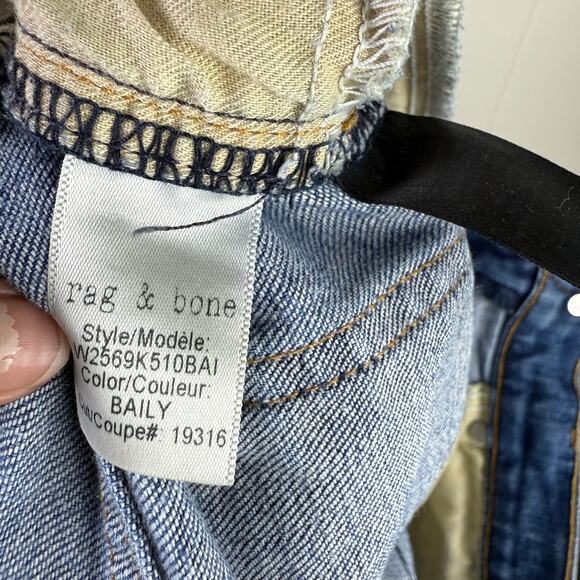 rag & bone
Style/Modèle:
W2569K510BAI
Color/Couleur:
BAILY
Cut/Coupe#: 19316